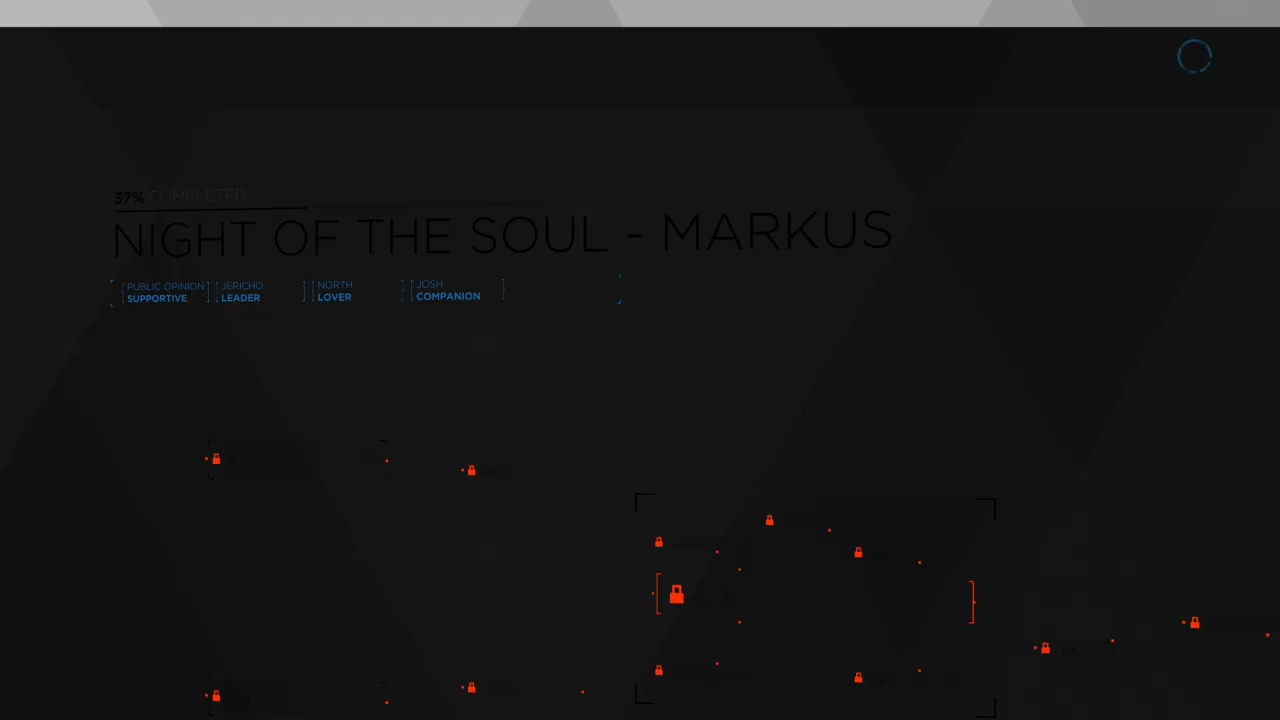 37% COMPLETED
NIGHT OF THE SOUL - MARKUS
PUBLIC OPINION JERICHO NORTH JOSH
SUPPORTIVE LEADER LOVER COMPANION